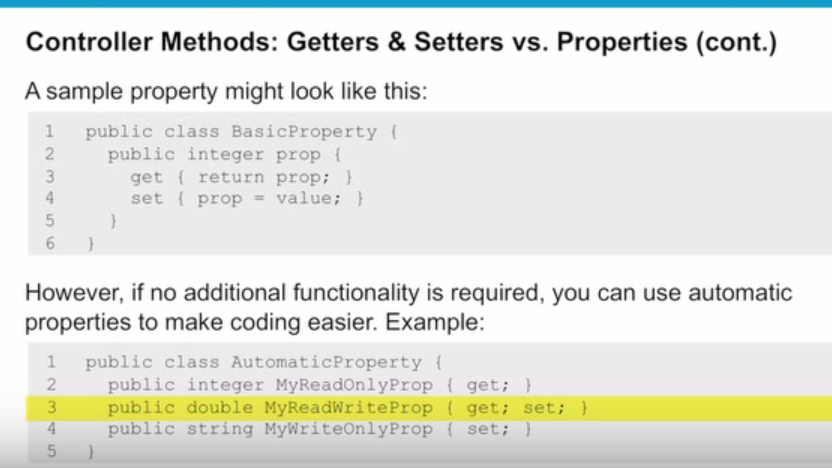 Controller Methods: Getters & Setters vs. Properties (cont.)
A sample property might look like this:
1 public class BasicProperty {
2 public integer prop {
3 get { return prop; }
4 set { prop = value; }
5 }
6 }
However, if no additional functionality is required, you can use automatic
properties to make coding easier. Example:
1 public class AutomaticProperty {
2 public integer MyReadOnlyProp { get; }
3 public double MyReadWriteProp { get; set; }
4 public string MyWriteOnlyProp { set; }
5 }